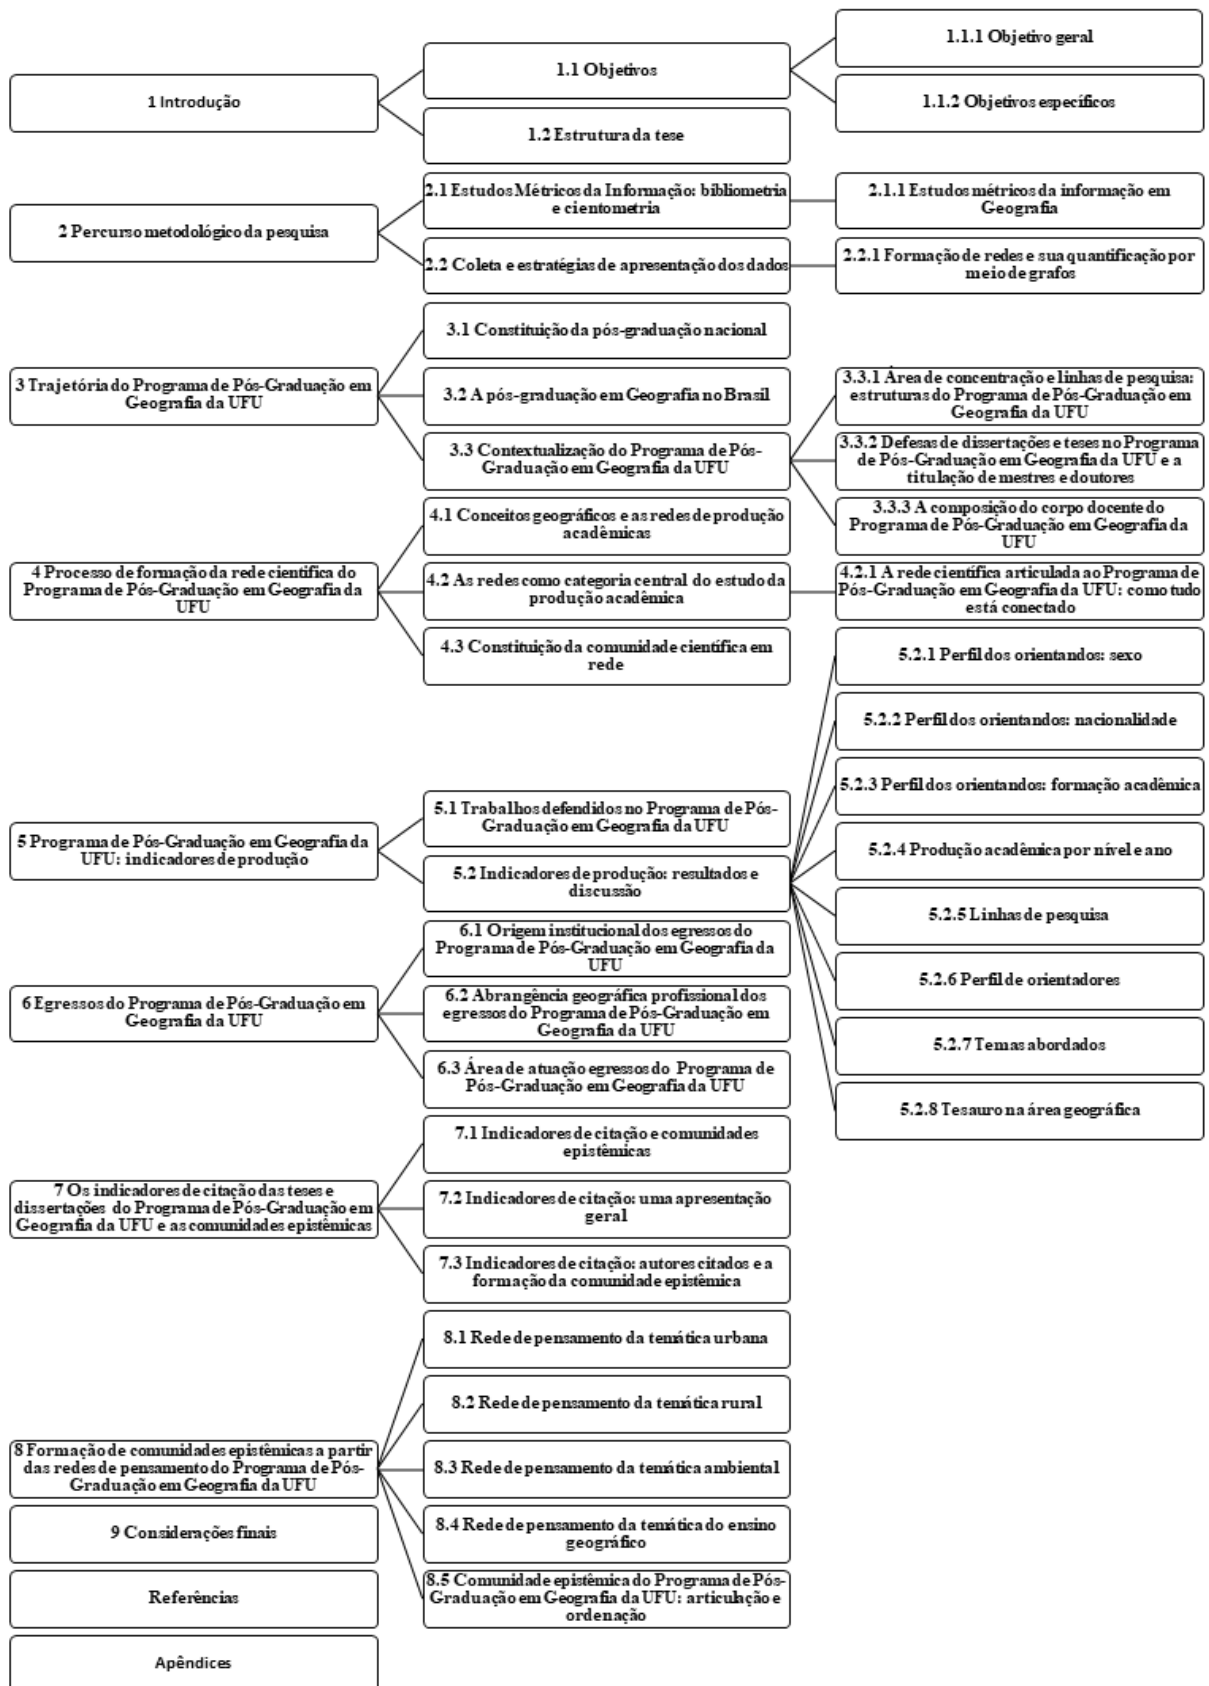 1 Introdução
1.1 Objetivos
1.1.1 Objetivo geral
1.1.2 Objetivos específicos
1.2 Estrutura da tese
2 Percurso metodológico da pesquisa
2.1 Estudos Métricos da Informação: bibliometria
e cientometria
2.1.1 Estudos métricos da informação em
Geografia
2.2 Coleta e estratégias de apresentação dos dados
2.2.1 Formação de redes e sua quantificação por
meio de grafos
3 Trajetória do Programa de Pós-Graduação em
Geografia da UFU
3.1 Constituição da pós-graduação nacional
3.2 A pós-graduação em Geografia no Brasil
3.3 Contextualização do Programa de Pós-
Graduação em Geografia da UFU
3.3.1 Área de concentração e linhas de pesquisa:
estruturas do Programa de Pós-Graduação em
Geografia da UFU
3.3.2 Defesas de dissertações e teses no Programa
de Pós-Graduação em Geografia da UFU e a
titulação de mestres e doutores
3.3.3 A composição do corpo docente do
Programa de Pós-Graduação em Geografia da
UFU
4 Processo de formação da rede científica do
Programa de Pós-Graduação em Geografia da
UFU
4.1 Conceitos geográficos e as redes de produção
acadêmicas
4.2 As redes como categoria central do estudo da
produção acadêmica
4.2.1 A rede científica articulada ao Programa de
Pós-Graduação em Geografia da UFU: como tudo
está conectado
4.3 Constituição da comunidade científica em
rede
5 Programa de Pós-Graduação em Geografia da
UFU: indicadores de produção
5.1 Trabalhos defendidos no Programa de Pós-
Graduação em Geografia da UFU
5.2 Indicadores de produção: resultados e
discussão
5.2.1 Perfil dos orientandos: sexo
5.2.2 Perfil dos orientandos: nacionalidade
5.2.3 Perfil dos orientandos: formação acadêmica
5.2.4 Produção acadêmica por nível e ano
5.2.5 Linhas de pesquisa
5.2.6 Perfil de orientadores
5.2.7 Temas abordados
5.2.8 Tesauro na área geográfica
6 Egressos do Programa de Pós-Graduação em
Geografia da UFU
6.1 Origem institucional dos egressos do
Programa de Pós-Graduação em Geografia da
UFU
6.2 Abrangência geográfica profissional dos
egressos do Programa de Pós-Graduação em
Geografia da UFU
6.3 Área de atuação egressos do Programa de
Pós-Graduação em Geografia da UFU
7 Os indicadores de citação das teses e
dissertações do Programa de Pós-Graduação em
Geografia da UFU e as comunidades epistêmicas
7.1 Indicadores de citação e comunidades
epistêmicas
7.2 Indicadores de citação: uma apresentação
geral
7.3 Indicadores de citação: autores citados e a
formação da comunidade epistêmica
8 Formação de comunidades epistêmicas a partir
das redes de pensamento do Programa de Pós-
Graduação em Geografia da UFU
8.1 Rede de pensamento da temática urbana
8.2 Rede de pensamento da temática rural
8.3 Rede de pensamento da temática ambiental
8.4 Rede de pensamento da temática do ensino
geográfico
8.5 Comunidade epistêmica do Programa de Pós-
Graduação em Geografia da UFU: articulação e
ordenação
9 Considerações finais
Referências
Apêndices